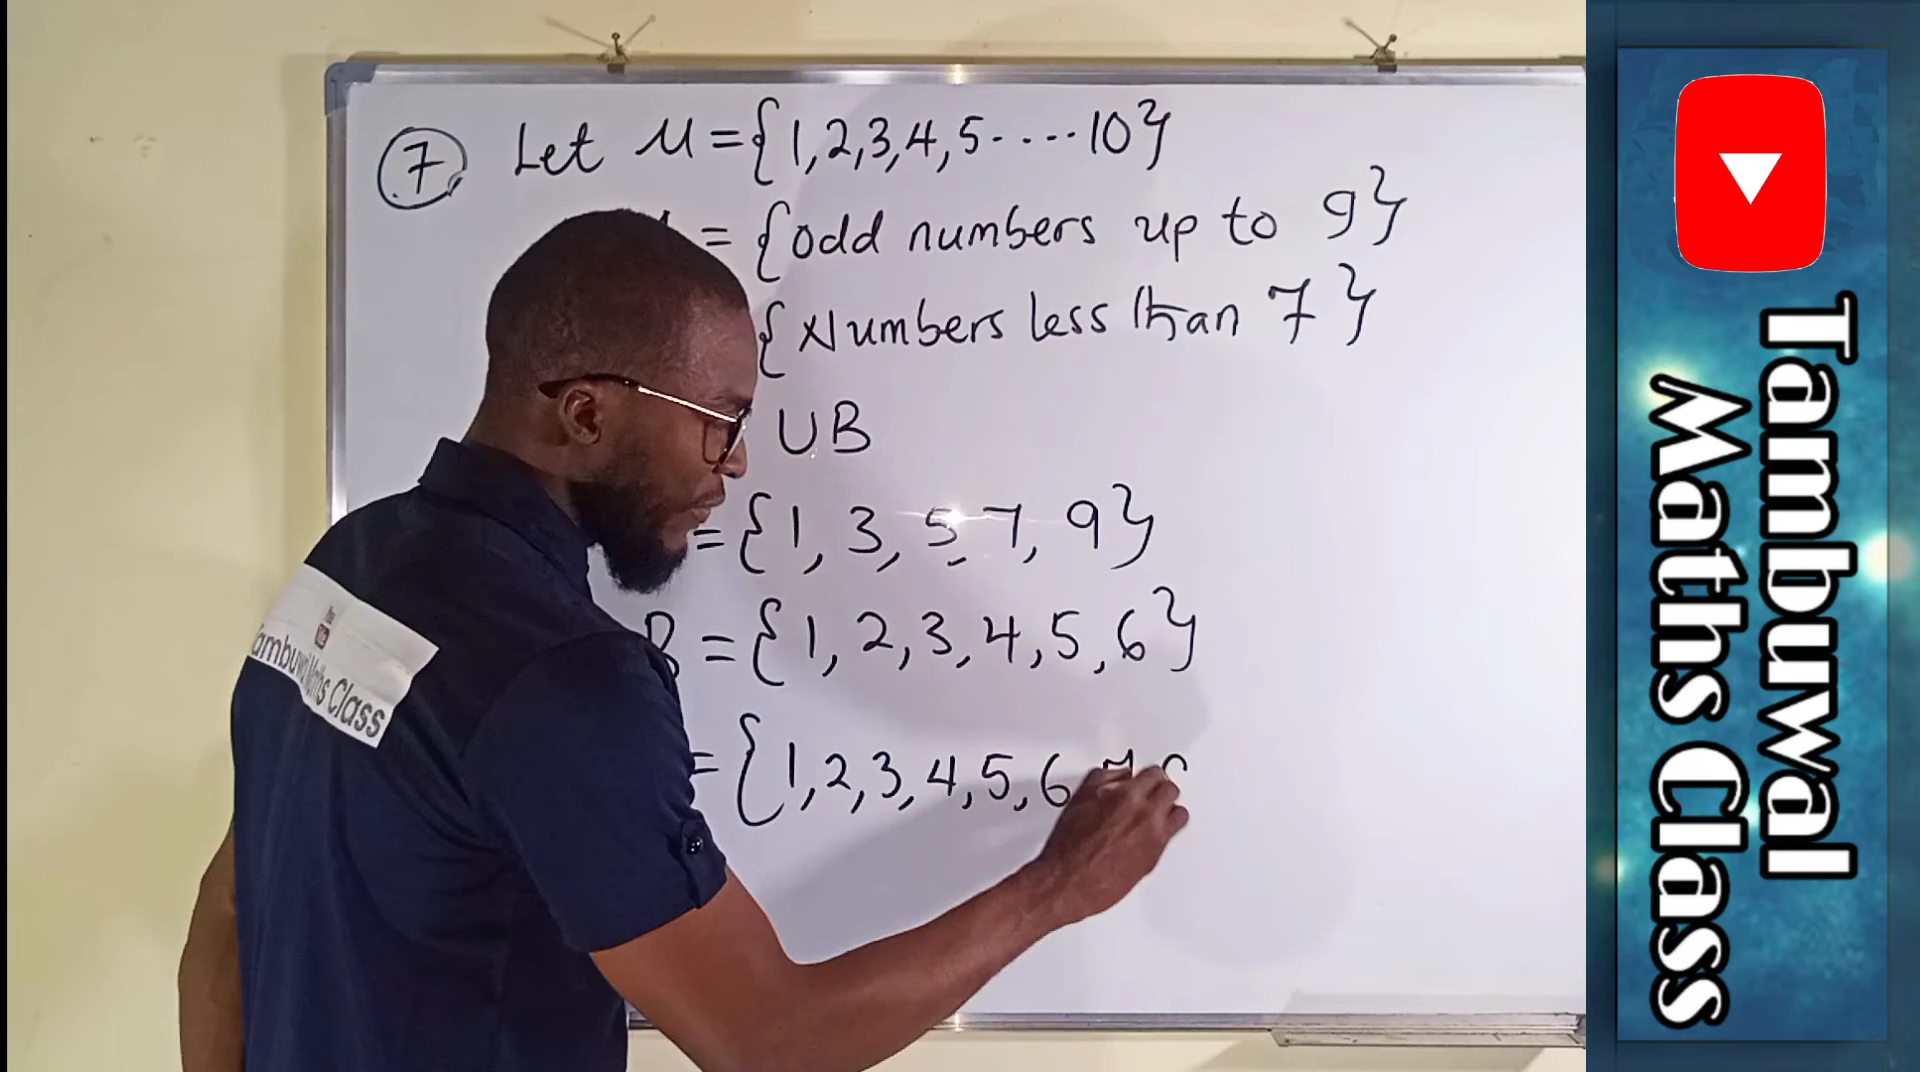 7 Let U = {1,2,3,4,5.....10}
= {odd numbers up to 9}
{Numbers less than 7}
UB
= {1, 3, 5, 7, 9}
B = {1, 2, 3, 4, 5, 6}
= {1,2,3,4,5,6
ambuwal Maths Class
Tambuwal
Maths Class